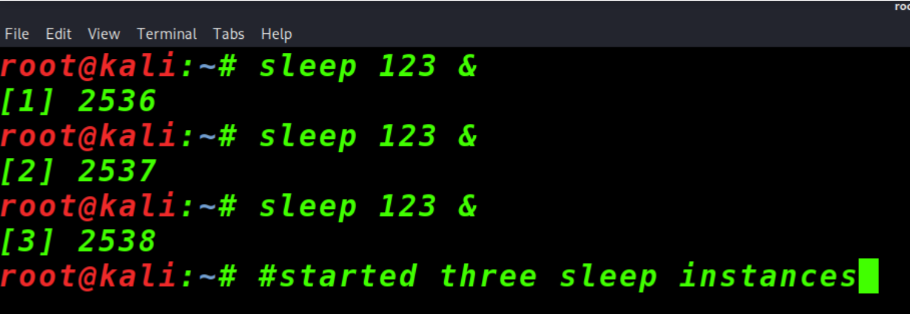 File Edit View Terminal Tabs Help
root@kali:~# sleep 123 &
[1] 2536
root@kali:~# sleep 123 &
[2] 2537
root@kali:~# sleep 123 &
[3] 2538
root@kali:~# #started three sleep instances